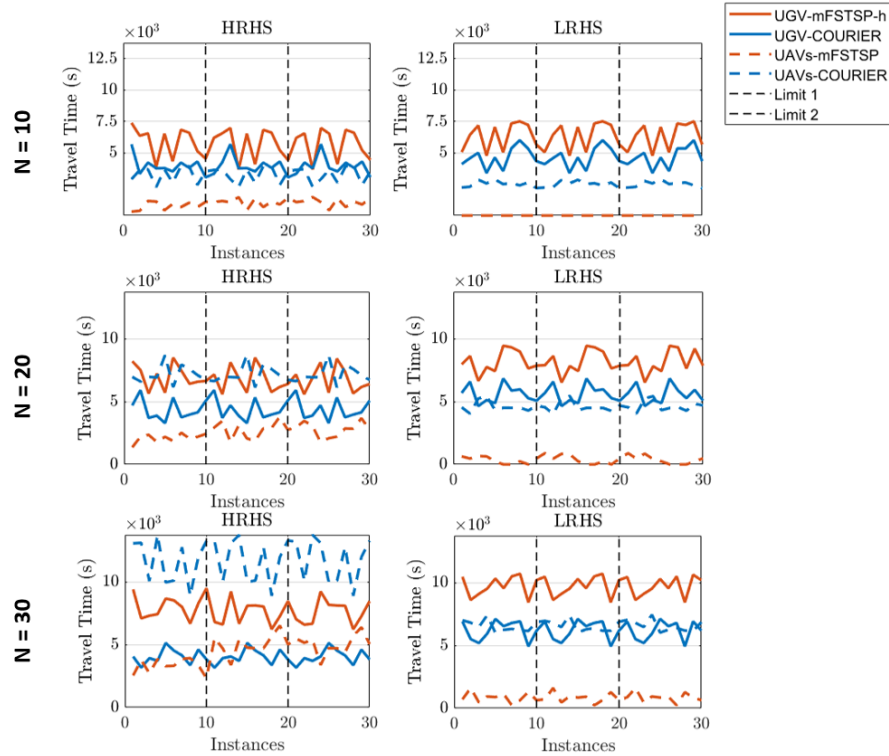 UGV-mFSTSP-h
UGV-COURIER
UAVs-mFSTSP
UAVs-COURIER
Limit 1
Limit 2
N = 10
×10³
HRHS
12.5
10
7.5
5
Travel Time (s)
0
10
20
30
Instances
×10³
LRHS
12.5
10
7.5
5
Travel Time (s)
0
10
20
30
Instances
N = 20
×10³
HRHS
10
5
0
Travel Time (s)
0
10
20
30
Instances
×10³
LRHS
10
5
0
Travel Time (s)
0
10
20
30
Instances
N = 30
×10³
HRHS
10
5
0
Travel Time (s)
0
10
20
30
Instances
×10³
LRHS
10
5
0
Travel Time (s)
0
10
20
30
Instances